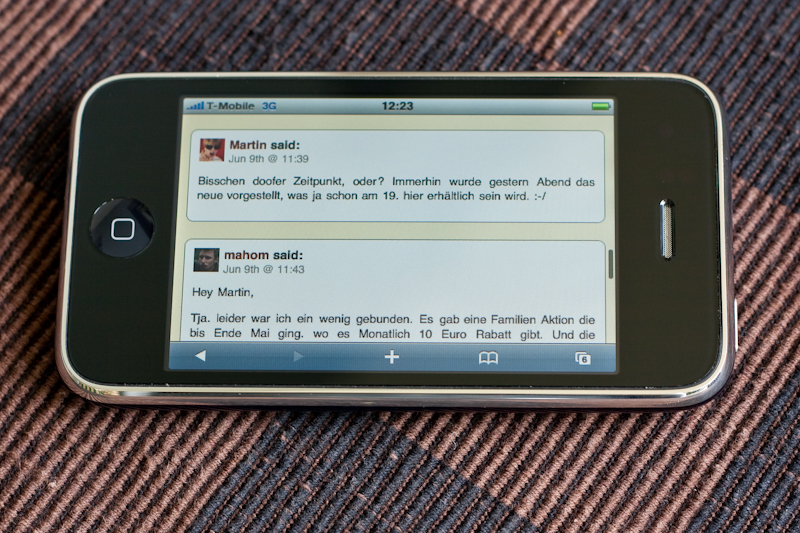 T-Mobile 3G 12:23
Martin said:
Jun 9th @ 11:39
Bisschen doofer Zeitpunkt, oder? Immerhin wurde gestern Abend das
neue vorgestellt, was ja schon am 19. hier erhältlich sein wird. :-/
mahom said:
Jun 9th @ 11:43
Hey Martin,
Tja. leider war ich ein wenig gebunden. Es gab eine Familien Aktion die
bis Ende Mai ging. wo es Monatlich 10 Euro Rabatt gibt. Und die
6